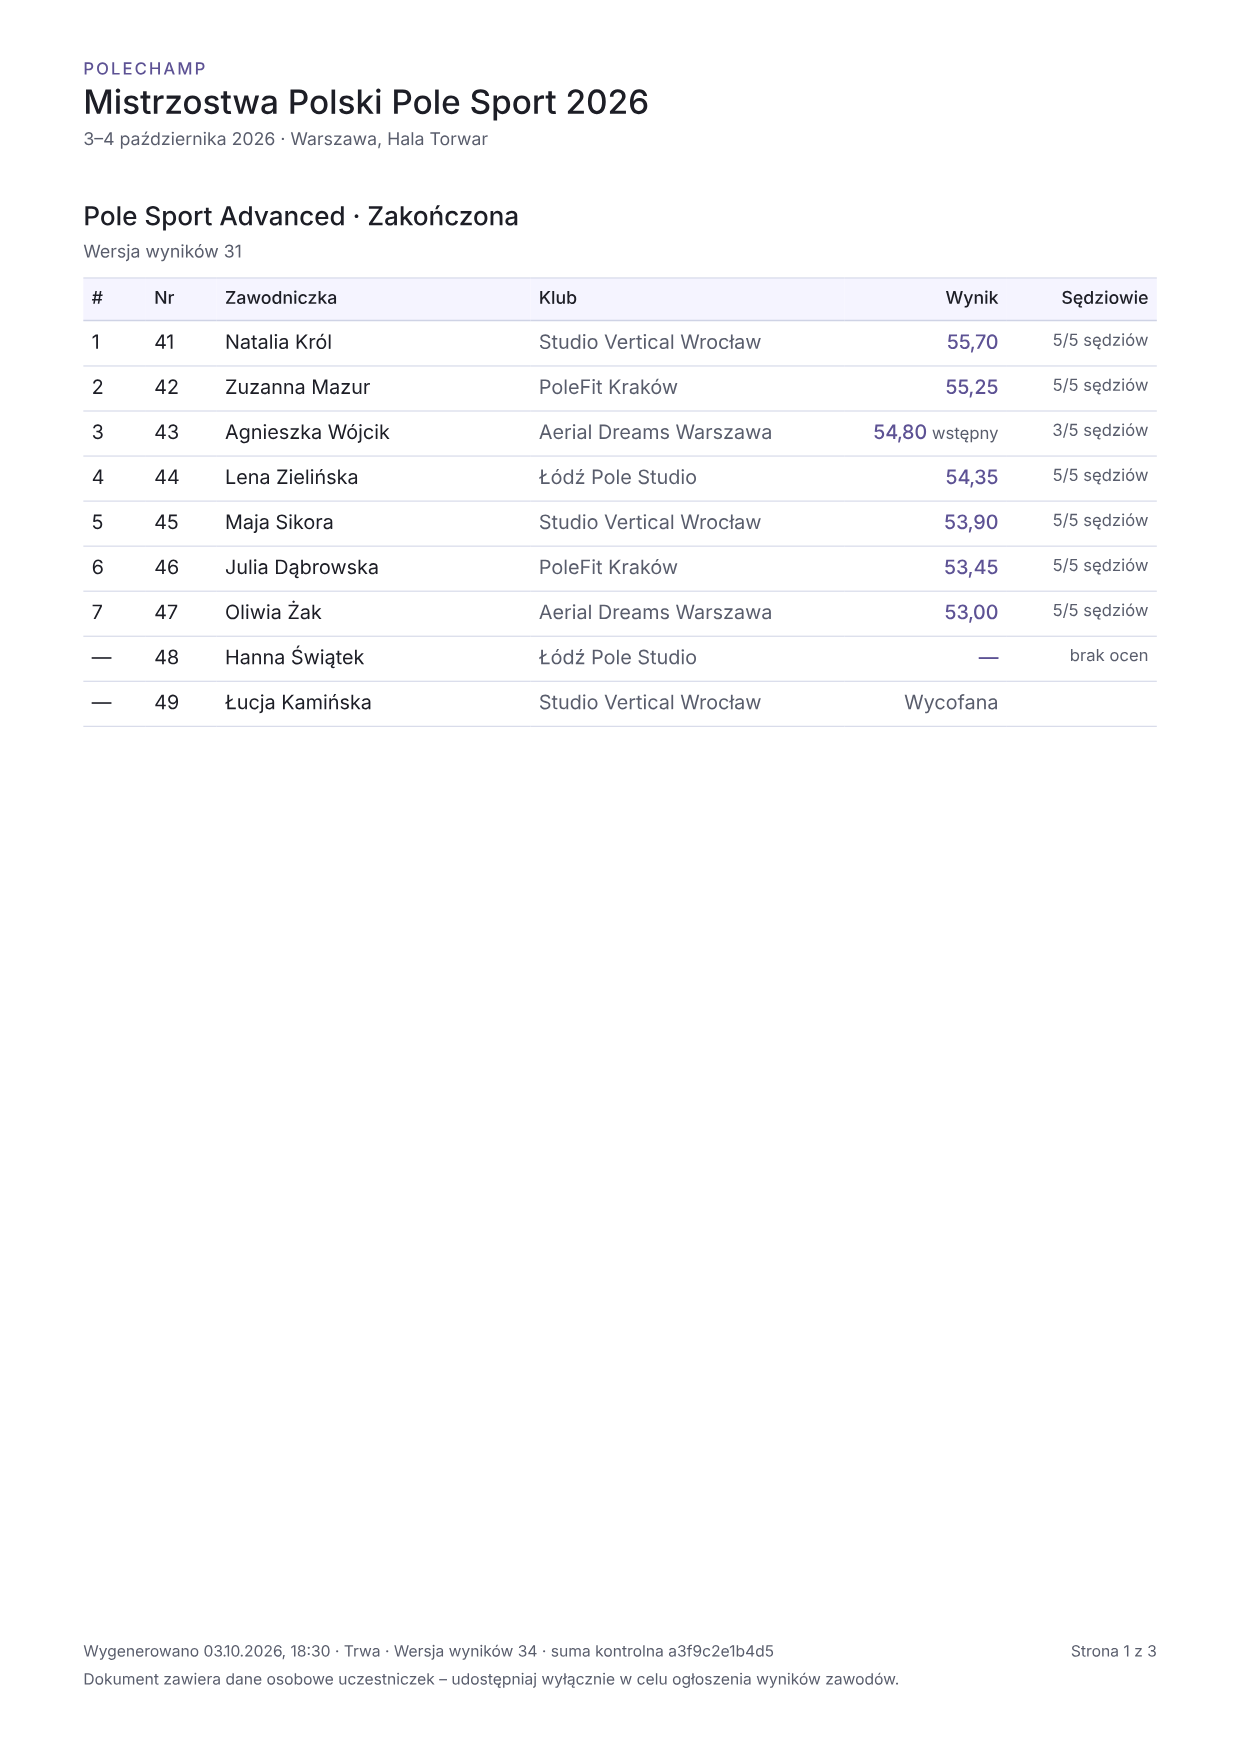 POLECHAMP
Mistrzostwa Polski Pole Sport 2026
3–4 października 2026 · Warszawa, Hala Torwar
Pole Sport Advanced · Zakończona
Wersja wyników 31
# Nr Zawodniczka Klub Wynik Sędziowie
1 41 Natalia Król Studio Vertical Wrocław 55,70 5/5 sędziów
2 42 Zuzanna Mazur PoleFit Kraków 55,25 5/5 sędziów
3 43 Agnieszka Wójcik Aerial Dreams Warszawa 54,80 wstępny 3/5 sędziów
4 44 Lena Zielińska Łódź Pole Studio 54,35 5/5 sędziów
5 45 Maja Sikora Studio Vertical Wrocław 53,90 5/5 sędziów
6 46 Julia Dąbrowska PoleFit Kraków 53,45 5/5 sędziów
7 47 Oliwia Żak Aerial Dreams Warszawa 53,00 5/5 sędziów
— 48 Hanna Świątek Łódź Pole Studio — brak ocen
— 49 Łucja Kamińska Studio Vertical Wrocław Wycofana
Wygenerowano 03.10.2026, 18:30 · Trwa · Wersja wyników 34 · suma kontrolna a3f9c2e1b4d5 Strona 1 z 3
Dokument zawiera dane osobowe uczestniczek – udostępniaj wyłącznie w celu ogłoszenia wyników zawodów.